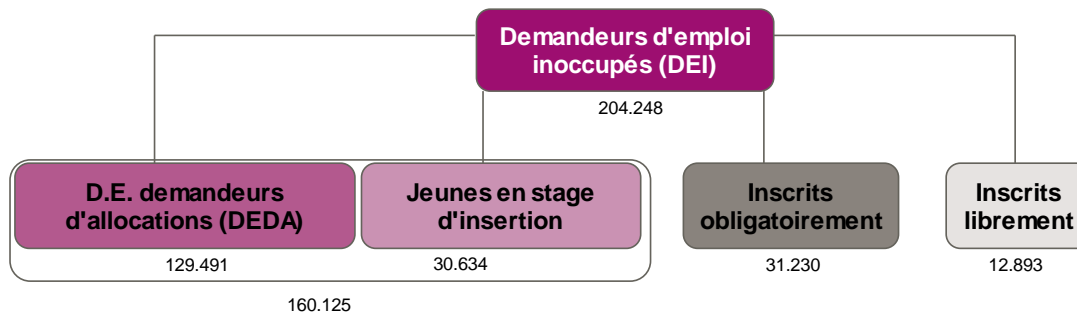 Demandeurs d'emploi
inoccupés (DEI)
204.248
D.E. demandeurs
d'allocations (DEDA)
129.491
Jeunes en stage
d'insertion
30.634
Inscrits
obligatoirement
31.230
Inscrits
librement
12.893
160.125